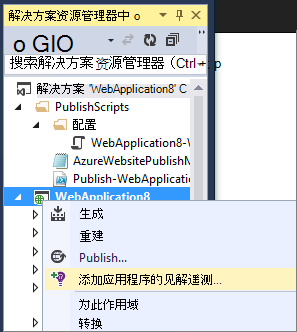 解决方案资源管理器中 o
o GIO
搜索解决方案资源管理器（Ctrl+
p
解决方案 'WebApplication8' C
PublishScripts
配置
WebApplication8-W
AzureWebsitePublishM
Publish-WebApplication
WebApplication8
生成
重建
Publish...
添加应用程序的见解遥测...
为此作用域
转换